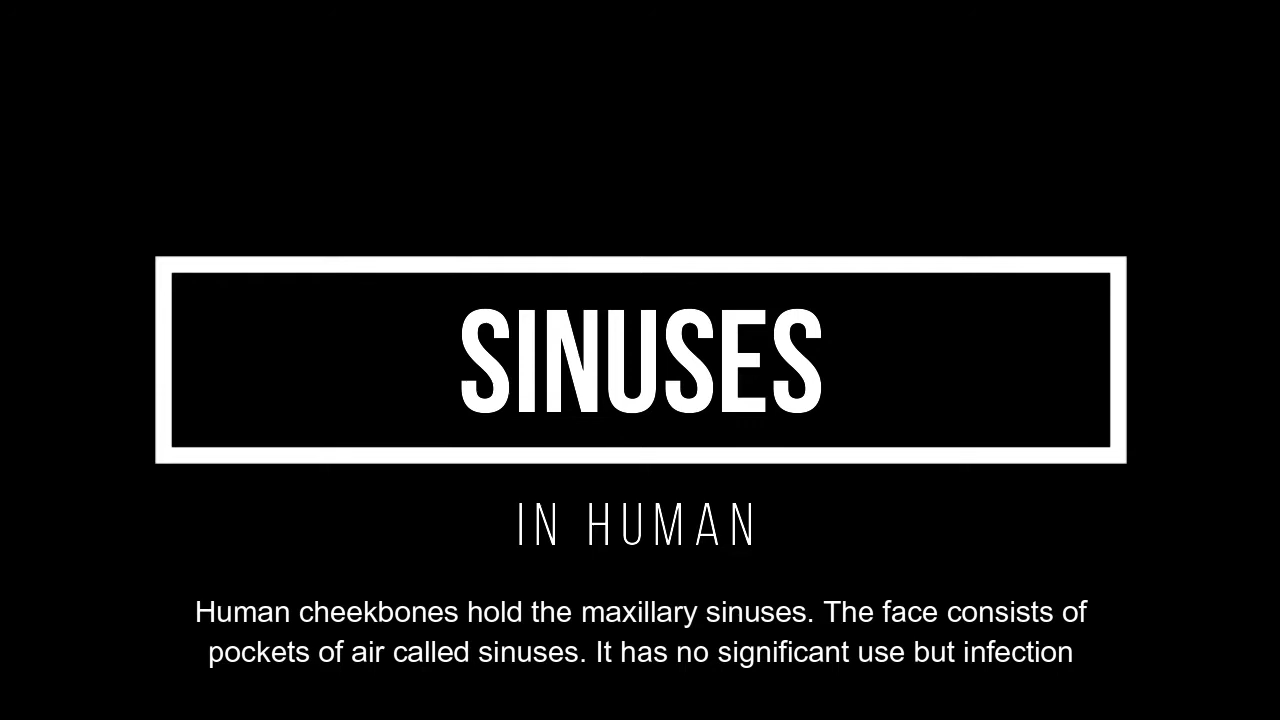 SINUSES
IN HUMAN
Human cheekbones hold the maxillary sinuses. The face consists of
pockets of air called sinuses. It has no significant use but infection